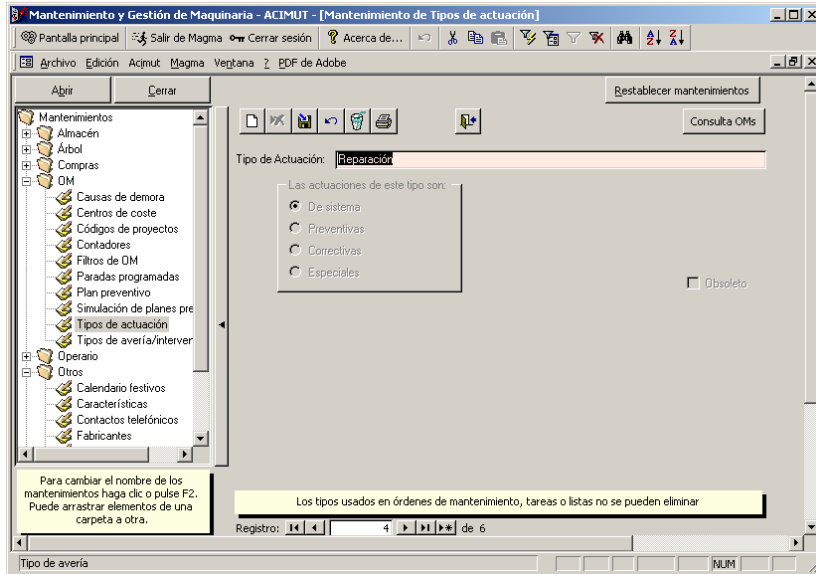 Mantenimiento y Gestión de Maquinaria - ACIMUT - [Mantenimiento de Tipos de actuación]
Pantalla principal Salir de Magma Cerrar sesión Acerca de...
Archivo Edición Acimut Magma Ventana ? PDF de Adobe
Abrir Cerrar Restablecer mantenimientos
Mantenimientos
Almacén
Árbol
Compras
OM
Causas de demora
Centros de coste
Códigos de proyectos
Contadores
Filtros de OM
Paradas programadas
Plan preventivo
Simulación de planes pre
Tipos de actuación
Tipos de avería/interver
Operario
Otros
Calendario festivos
Características
Contactos telefónicos
Fabricantes
Para cambiar el nombre de los
mantenimientos haga clic o pulse F2.
Puede arrastrar elementos de una
carpeta a otra.
Consulta OMs
Tipo de Actuación: Reparación
Las actuaciones de este tipo son:
De sistema
Preventivas
Correctivas
Especiales
Obsoleto
Los tipos usados en órdenes de mantenimiento, tareas o listas no se pueden eliminar
Registro: 4 de 6
Tipo de avería NUM